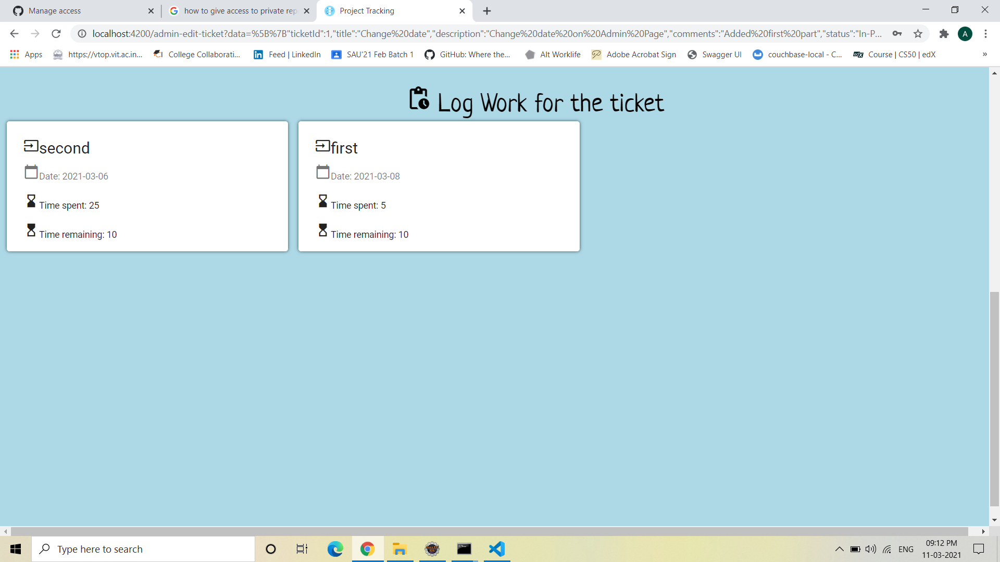 Manage access
how to give access to private rep
Project Tracking
localhost:4200/admin-edit-ticket?data=%5B%7B"ticketId":1,"title":"Change%20date","description":"Change%20date%20on%20Admin%20Page","comments":"Added%20first%20part","status":"In-P...
A
Apps
https://vtop.vit.ac.in...
College Collaborati...
Feed | LinkedIn
SAU'21 Feb Batch 1
GitHub: Where the...
Alt Worklife
Adobe Acrobat Sign
Swagger UI
couchbase-local - C...
Course | CS50 | edX
»
Log Work for the ticket
second
Date: 2021-03-06
Time spent: 25
Time remaining: 10
first
Date: 2021-03-08
Time spent: 5
Time remaining: 10
Type here to search
ENG
09:12 PM
11-03-2021